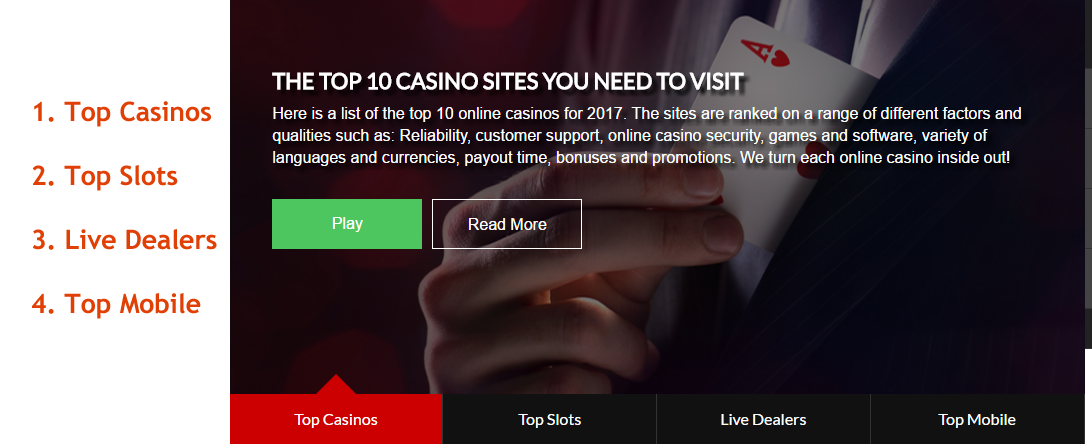 1. Top Casinos
2. Top Slots
3. Live Dealers
4. Top Mobile
THE TOP 10 CASINO SITES YOU NEED TO VISIT
Here is a list of the top 10 online casinos for 2017. The sites are ranked on a range of different factors and
qualities such as: Reliability, customer support, online casino security, games and software, variety of
languages and currencies, payout time, bonuses and promotions. We turn each online casino inside out!
Play
Read More
A
Top Casinos
Top Slots
Live Dealers
Top Mobile